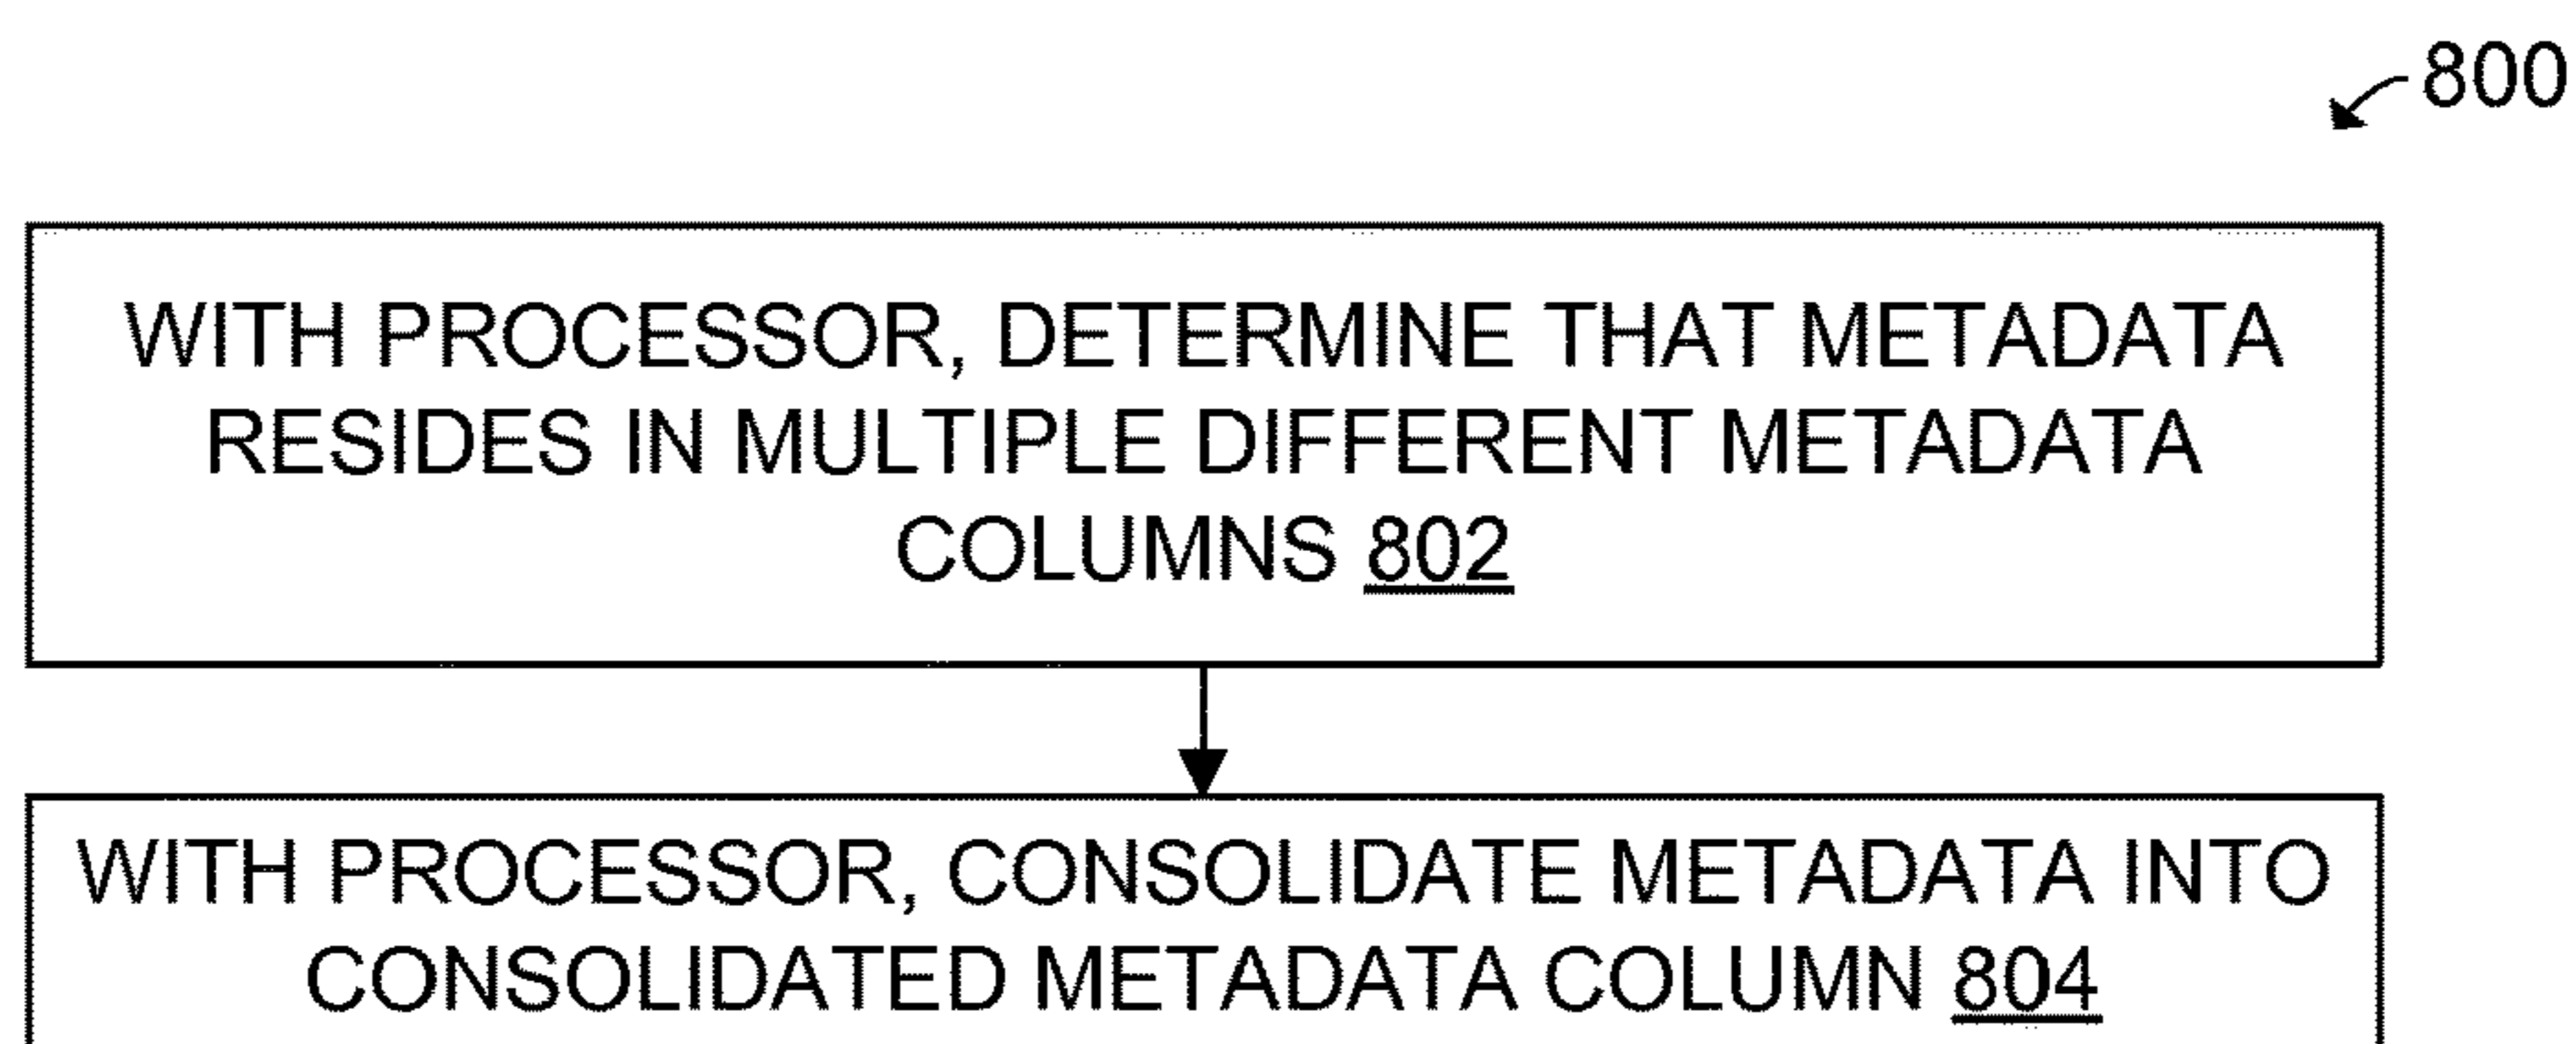 800
WITH PROCESSOR, DETERMINE THAT METADATA
RESIDES IN MULTIPLE DIFFERENT METADATA
COLUMNS 802
WITH PROCESSOR, CONSOLIDATE METADATA INTO
CONSOLIDATED METADATA COLUMN 804